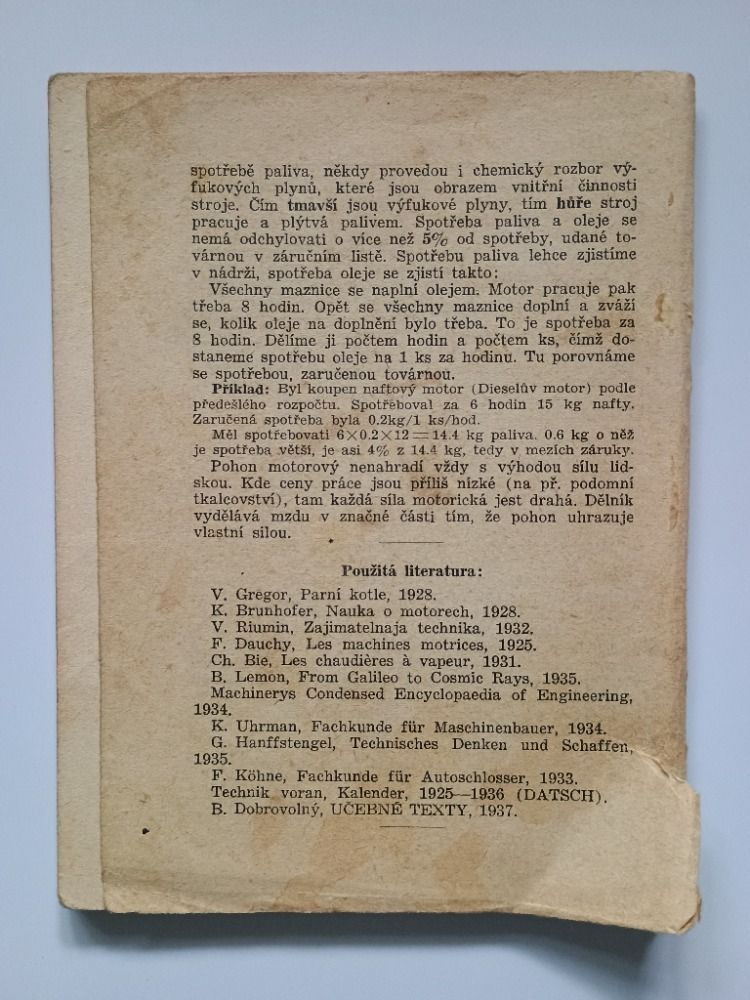 spotřebě paliva, někdy provedou i chemický rozbor vý-
fukových plynů, které jsou obrazem vnitřní činnosti
stroje. Čím tmavší jsou výfukové plyny, tím hůře stroj
pracuje a plýtvá palivem. Spotřeba paliva a oleje se
nemá odchylovati o více než 5% od spotřeby, udané to-
várnou v záručním listě. Spotřebu paliva lehce zjistíme
v nádrži, spotřeba oleje se zjistí takto:
Všechny maznice se naplní olejem. Motor pracuje pak
třeba 8 hodin. Opět se všechny maznice doplní a zváží
se, kolik oleje na doplnění bylo třeba. To je spotřeba za
8 hodin. Dělíme ji počtem hodin a počtem ks, čímž do-
staneme spotřebu oleje na 1 ks za hodinu. Tu porovnáme
se spotřebou, zaručenou továrnou.
Příklad: Byl koupen naftový motor (Dieselův motor) podle
předešlého rozpočtu. Spotřeboval za 6 hodin 15 kg nafty.
Zaručená spotřeba byla 0.2kg/1 ks/hod.
Měl spotřebovati 6×0.2×12=14.4 kg paliva. 0.6 kg o něž
je spotřeba větší, je asi 4% z 14.4 kg, tedy v mezích záruky.
Pohon motorový nenahradí vždy s výhodou sílu lid-
skou. Kde ceny práce jsou příliš nízké (na př. podomní
tkalcovství), tam každá síla motorická jest drahá. Dělník
vydělává mzdu v značné části tím, že pohon uhrazuje
vlastní silou.
Použitá literatura:
V. Gregor, Parní kotle, 1928.
K. Brunhofer, Nauka o motorech, 1928.
V. Riumin, Zajimatelnaja technika, 1932.
F. Dauchy, Les machines motrices, 1925.
Ch. Bie, Les chaudières à vapeur, 1931.
B. Lemon, From Galileo to Cosmic Rays, 1935.
Machinerys Condensed Encyclopaedia of Engineering,
1934.
K. Uhrman, Fachkunde für Maschinenbauer, 1934.
G. Hanffstengel, Technisches Denken und Schaffen,
1935.
F. Köhne, Fachkunde für Autoschlosser, 1933.
Technik voran, Kalender, 1925—1936 (DATSCH).
B. Dobrovolný, UČEBNÉ TEXTY, 1937.